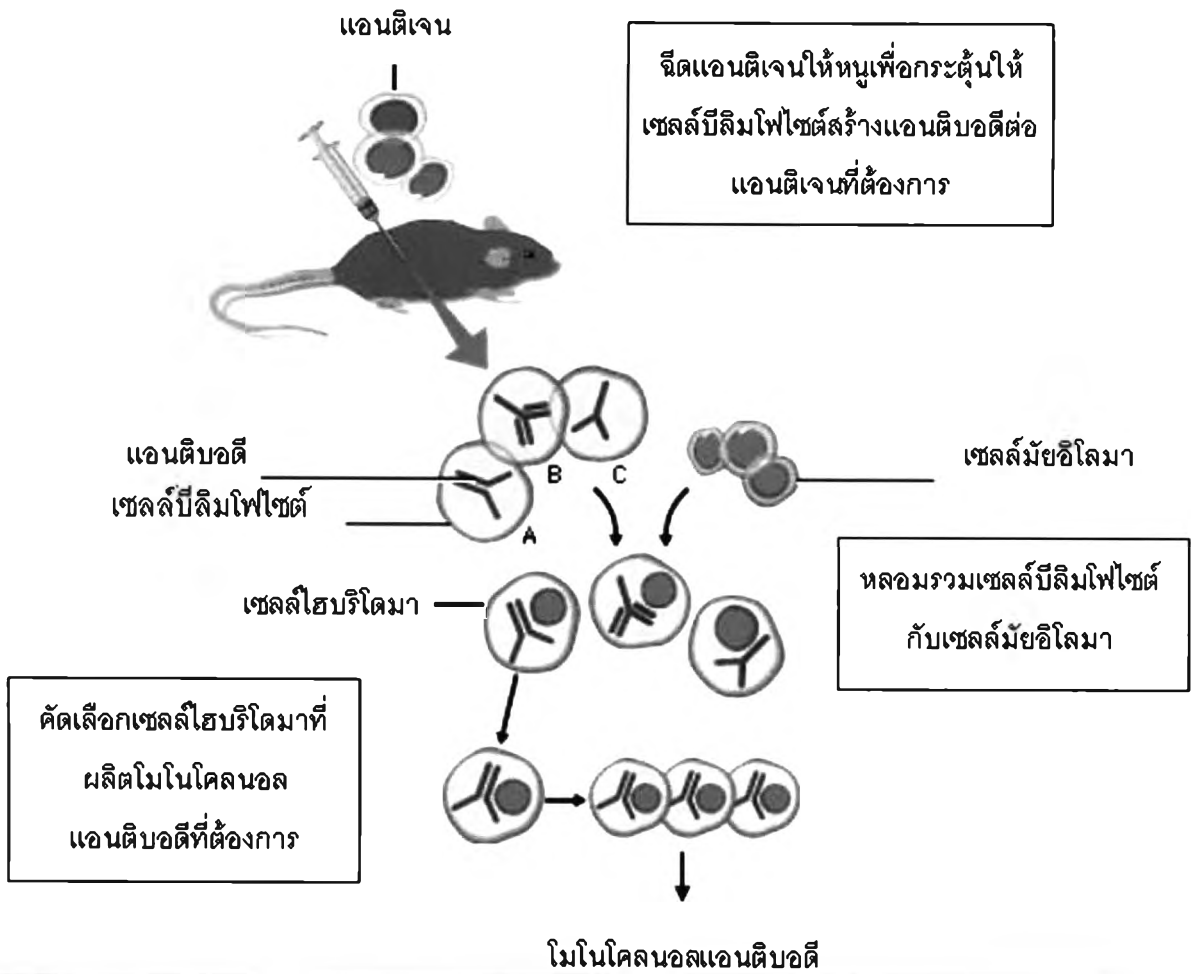 แอนติเจน
ฉีดแอนติเจนให้หนูเพื่อกระตุ้นให้
เซลล์บีลิมโฟไซต์สร้างแอนติบอดีต่อ
แอนติเจนที่ต้องการ
แอนติบอดี
เซลล์บีลิมโฟไซต์
A
B
C
เซลล์มัยอิโลมา
เซลล์ไฮบริโดมา
หลอมรวมเซลล์บีลิมโฟไซต์
กับเซลล์มัยอิโลมา
คัดเลือกเซลล์ไฮบริโดมาที่
ผลิตโมโนโคลนอล
แอนติบอดีที่ต้องการ
โมโนโคลนอลแอนติบอดี